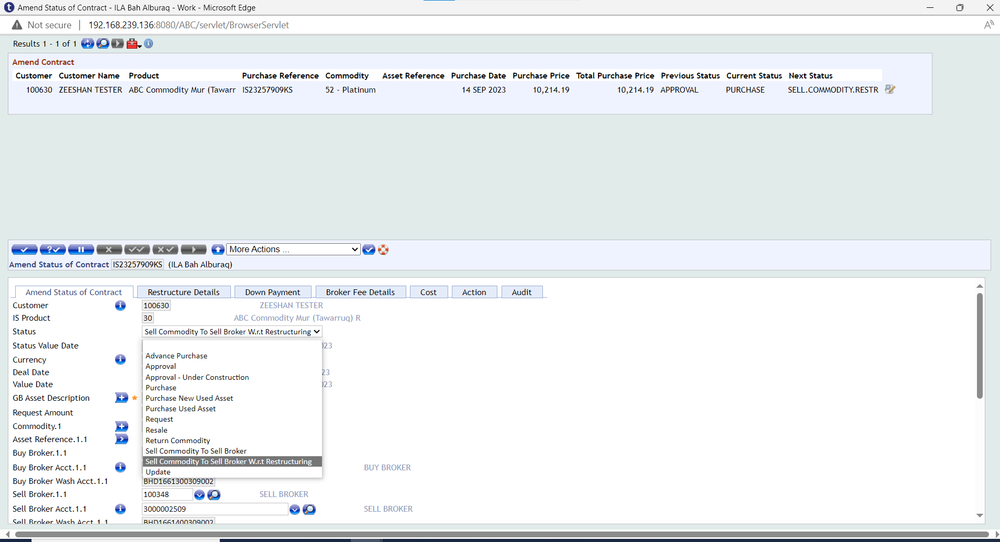 Amend Status of Contract - ILA Bah Alburaq - Work - Microsoft Edge
Not secure | 192.168.239.136:8080/ABC/servlet/BrowserServlet
Results 1 - 1 of 1
Amend Contract
Customer Customer Name Product Purchase Reference Commodity Asset Reference Purchase Date Purchase Price Total Purchase Price Previous Status Current Status Next Status
100630 ZEESHAN TESTER ABC Commodity Mur (Tawarr IS23257909KS 52 - Platinum 14 SEP 2023 10,214.19 10,214.19 APPROVAL PURCHASE SELL.COMMODITY.RESTR
More Actions ...
Amend Status of Contract IS23257909KS (ILA Bah Alburaq)
Amend Status of Contract Restructure Details Down Payment Broker Fee Details Cost Action Audit
Customer 100630 ZEESHAN TESTER
IS Product 30 ABC Commodity Mur (Tawarruq) R
Status Sell Commodity To Sell Broker W.r.t Restructuring
Status Value Date 023
Advance Purchase
Currency
Approval
Deal Date 23
Approval - Under Construction
Value Date 023
Purchase
GB Asset Description *
Purchase New Used Asset
Purchase Used Asset
Request Amount
Request
Commodity.1
Resale
Asset Reference.1.1
Return Commodity
Buy Broker.1.1
Sell Commodity To Sell Broker
Sell Commodity To Sell Broker W.r.t Restructuring
Buy Broker Acct.1.1 BUY BROKER
Update
Buy Broker Wash Acct.1.1 BHD1661300309002
Sell Broker.1.1 100348 SELL BROKER
Sell Broker Acct.1.1 3000002509 SELL BROKER
Sell Broker Wash Acct.1.1 BHD1661400309002